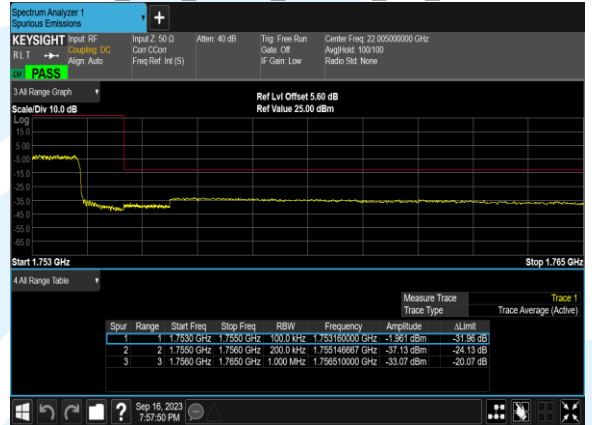 Spectrum Analyzer 1
Spurious Emissions
KEYSIGHT Input: RF Input Z: 50 Ω Atten: 40 dB Trig: Free Run Center Freq: 22.005000000 GHz
RLT Coupling: DC Corr CCorr Gate: Off Avg|Hold: 100/100
Align: Auto Freq Ref: Int (S) IF Gain: Low Radio Std: None
PASS
3 All Range Graph
Ref Lvl Offset 5.60 dB
Scale/Div 10.0 dB Ref Value 25.00 dBm
Log
15.0
5.00
-5.00
-15.0
-25.0
-35.0
-45.0
-55.0
-65.0
Start 1.753 GHz Stop 1.765 GHz
4 All Range Table
Measure Trace Trace 1
Trace Type Trace Average (Active)
Spur Range Start Freq Stop Freq RBW Frequency Amplitude ΔLimit
1 1 1.7530 GHz 1.7550 GHz 100.0 kHz 1.753160000 GHz -1.961 dBm -31.96 dB
2 2 1.7550 GHz 1.7560 GHz 200.0 kHz 1.755146667 GHz -37.13 dBm -24.13 dB
3 3 1.7560 GHz 1.7650 GHz 1.000 MHz 1.756510000 GHz -33.07 dBm -20.07 dB
? Sep 16, 2023
7:57:50 PM